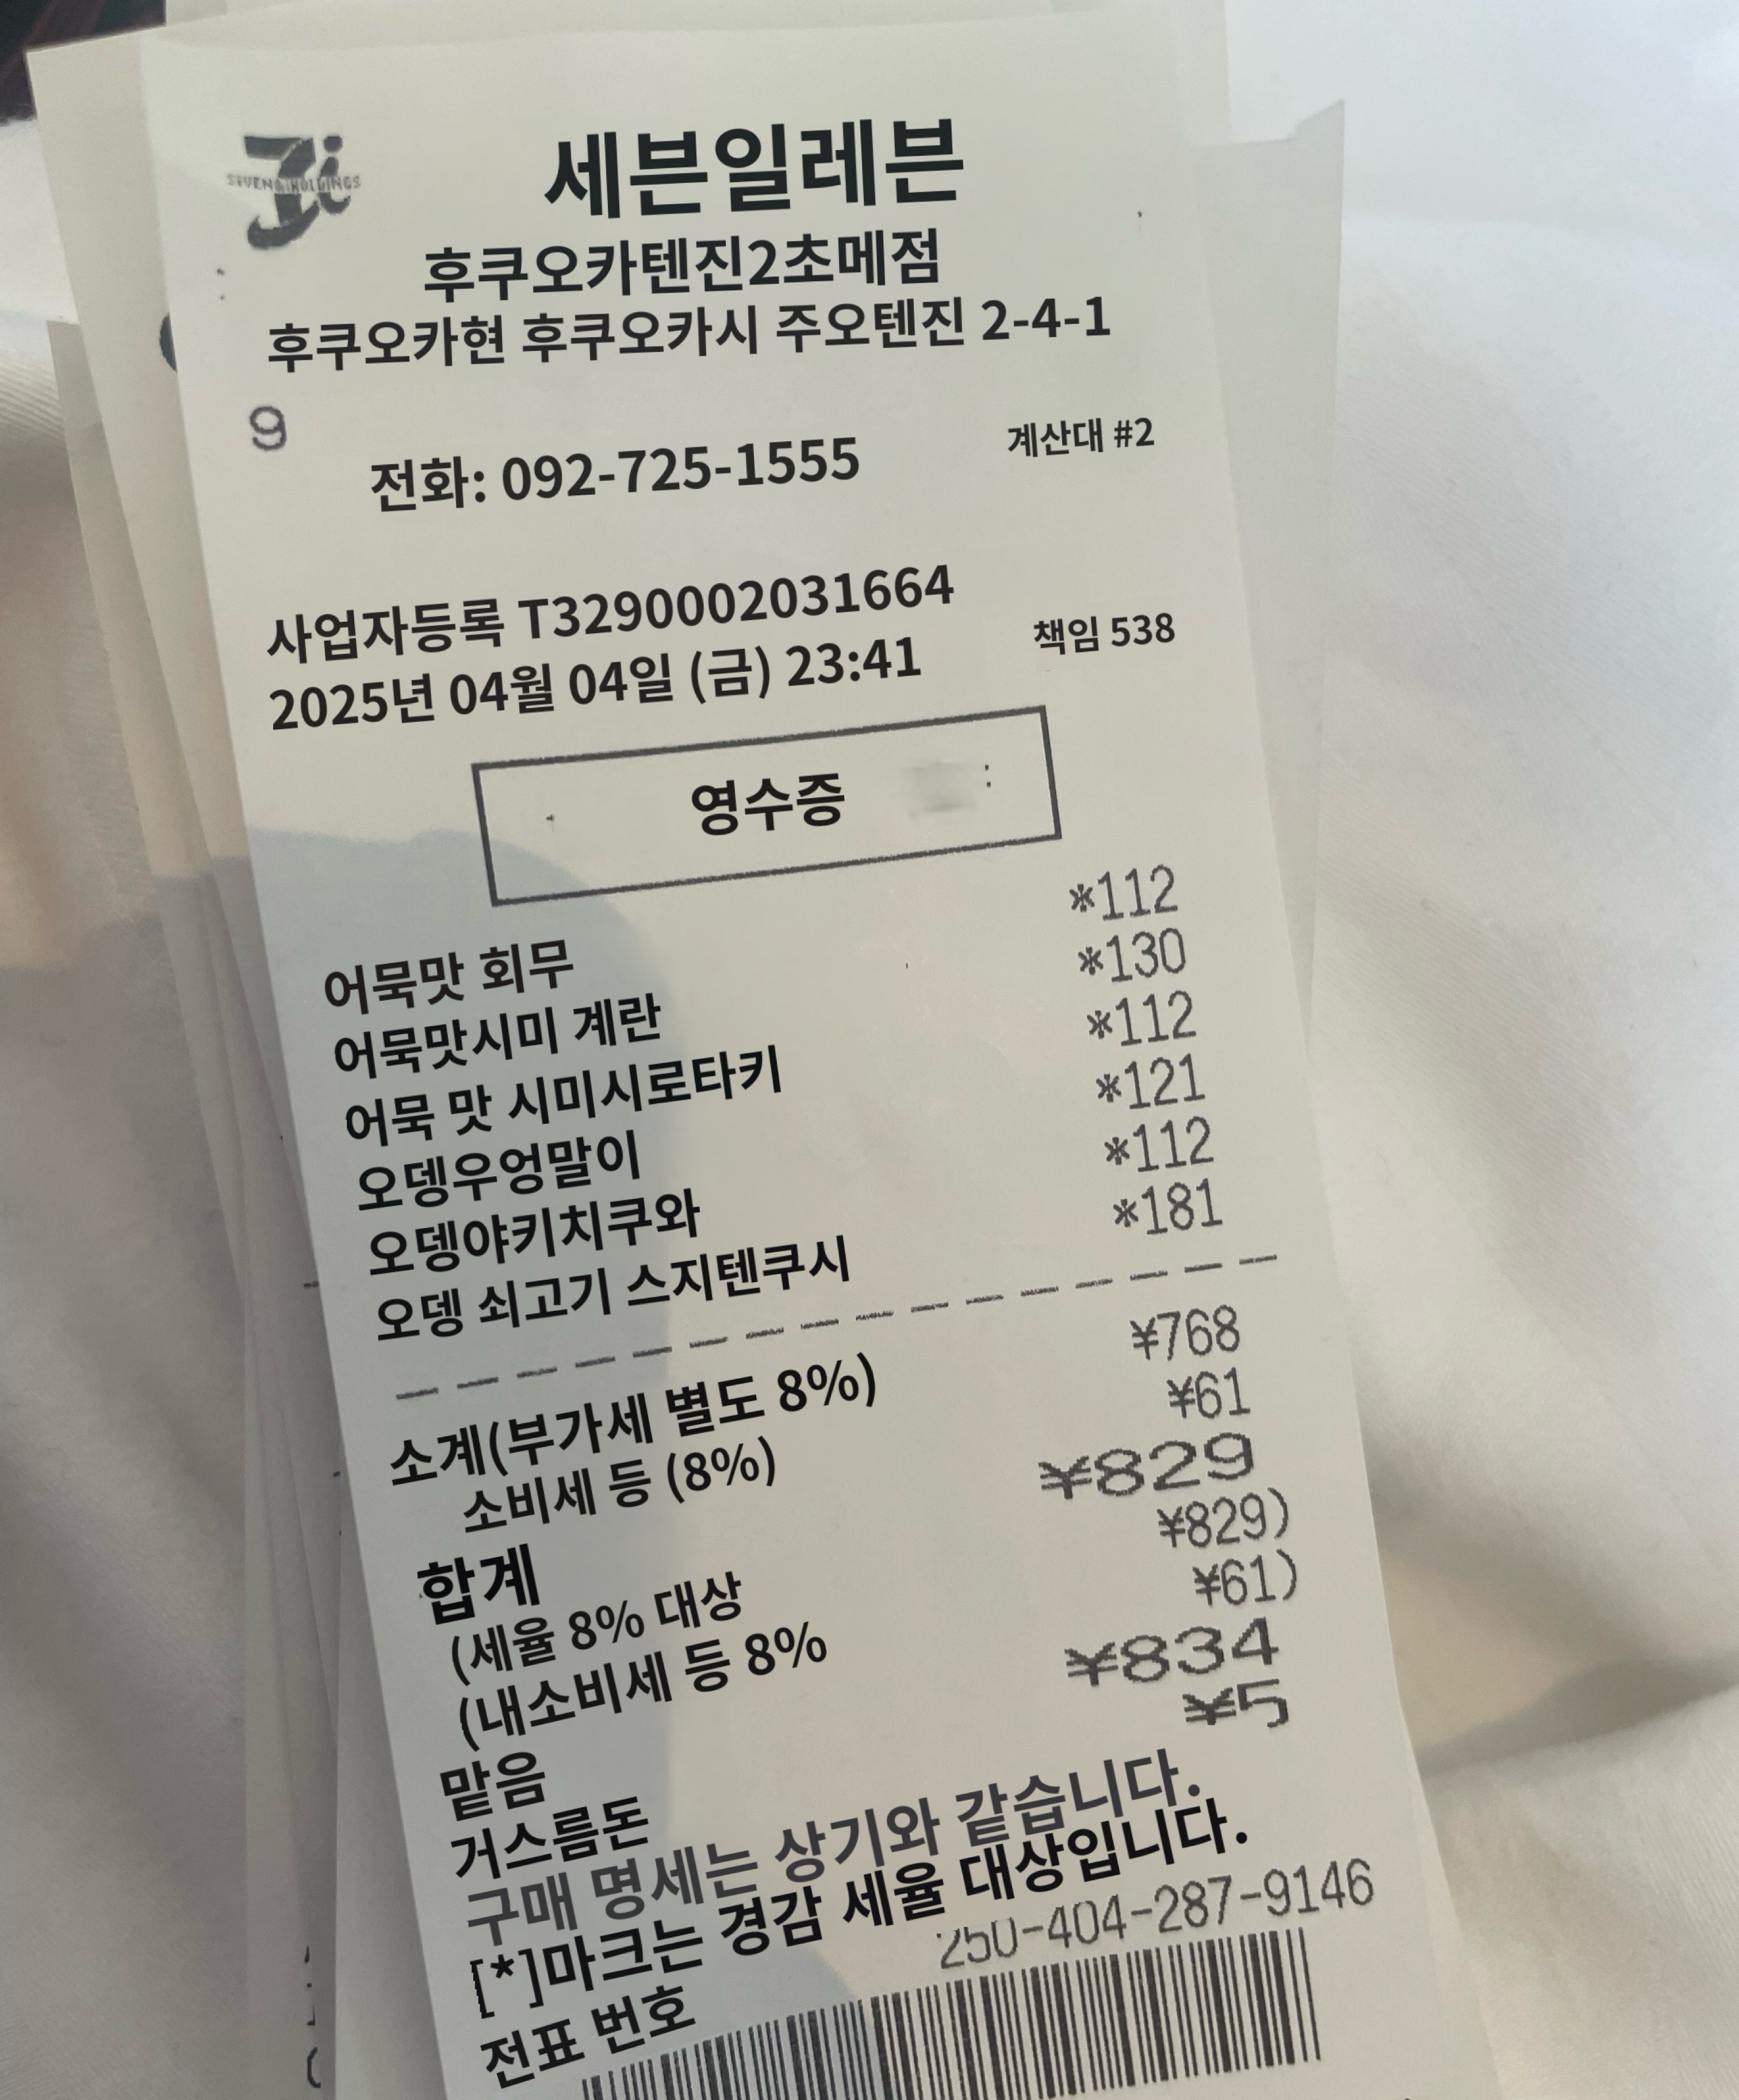 SEVEN & i HOLDINGS
세븐일레븐
후쿠오카텐진2초메점
후쿠오카현 후쿠오카시 주오텐진 2-4-1
9
전화: 092-725-1555 계산대 #2
사업자등록 T3290002031664
2025년 04월 04일 (금) 23:41 책임 538
영수증
어묵맛 회무 *112
어묵맛시미 계란 *130
어묵 맛 시미시로타키 *112
오뎅우엉말이 *121
오뎅야키치쿠와 *112
오뎅 쇠고기 스지텐쿠시 *181
소계(부가세 별도 8%) ¥768
소비세 등 (8%) ¥61
합계 ¥829
(세율 8% 대상 ¥829)
(내소비세 등 8% ¥61)
맡음 ¥834
거스름돈 ¥5
구매 명세는 상기와 같습니다.
[*]마크는 경감 세율 대상입니다.
전표 번호 250-404-287-9146